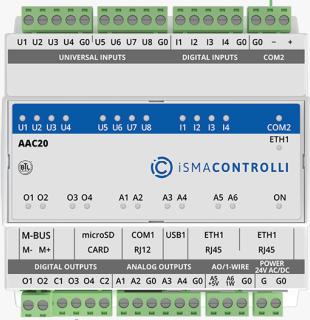 U1 U2 U3 U4 G0 U5 U6 U7 U8 G0 I1 I2 I3 I4 G0 G0 − +
UNIVERSAL INPUTS DIGITAL INPUTS COM2
U1 U2 U3 U4 U5 U6 U7 U8 I1 I2 I3 I4 COM2
AAC20 ETH1
BTL iSMACONTROLLI
O1 O2 O3 O4 A1 A2 A3 A4 A5 A6 ON
M-BUS microSD COM1 USB1 ETH1 ETH1
M- M+ CARD RJ12 RJ45 RJ45
DIGITAL OUTPUTS ANALOG OUTPUTS AO/1-WIRE POWER 24V AC/DC
O1 O2 C1 O3 O4 C2 A1 A2 G0 A3 A4 G0 A5 +5V A6 1W G0 G G0